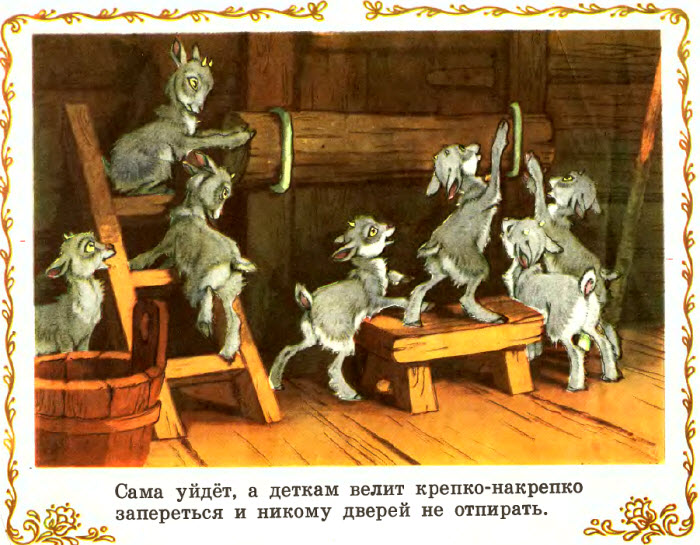 Сама уйдёт, а деткам велит крепко-накрепко
запереться и никому дверей не отпирать.